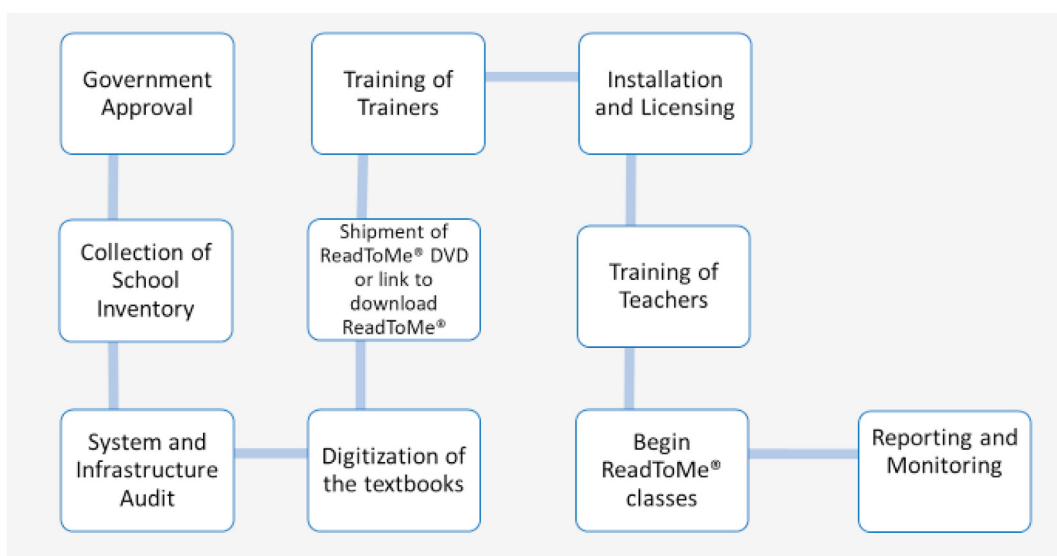 Government
Approval
Collection of
School
Inventory
System and
Infrastructure
Audit
Digitization of
the textbooks
Shipment of
ReadToMe® DVD
or link to
download
ReadToMe®
Training of
Trainers
Installation
and Licensing
Training of
Teachers
Begin
ReadToMe®
classes
Reporting and
Monitoring